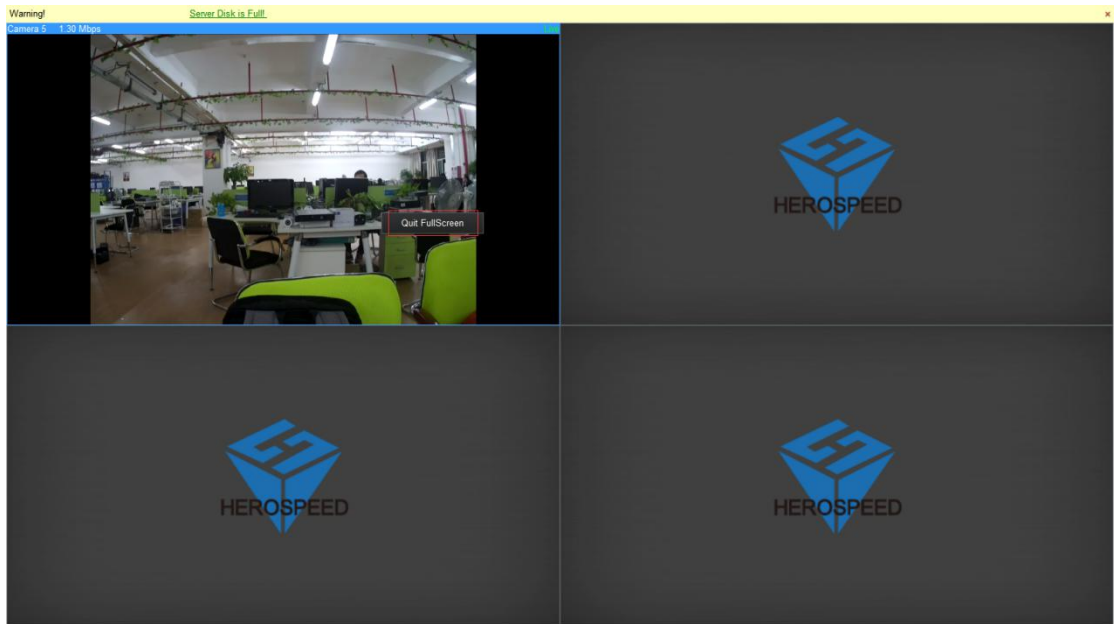 Warning! Server Disk is Full!
Camera 5 1.30 Mbps
Quit FullScreen
HEROSPEED
HEROSPEED
HEROSPEED